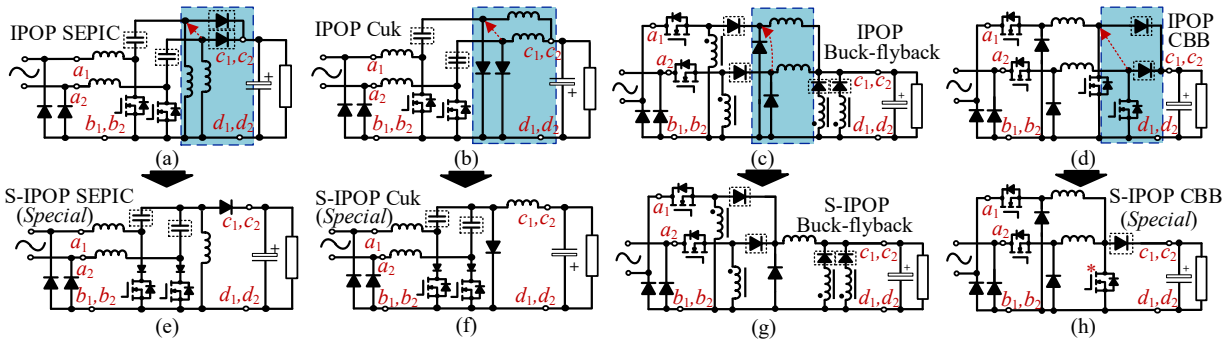 IPOP SEPIC
a1
a2
b1,b2
c1,c2
+
d1,d2
(a)
IPOP Cuk
a1
a2
b1,b2
c1,c2
+
d1,d2
(b)
IPOP
Buck-flyback
a1
a2
b1,b2
c1,c2
+
d1,d2
(c)
IPOP
CBB
a1
a2
b1,b2
c1,c2
+
d1,d2
(d)
S-IPOP SEPIC
(Special)
a1
a2
b1,b2
c1,c2
+
d1,d2
(e)
S-IPOP Cuk
(Special)
a1
a2
b1,b2
c1,c2
+
d1,d2
(f)
S-IPOP
Buck-flyback
a1
a2
b1,b2
c1,c2
+
d1,d2
(g)
S-IPOP CBB
(Special)
a1
a2
b1,b2
c1,c2
*
+
d1,d2
(h)